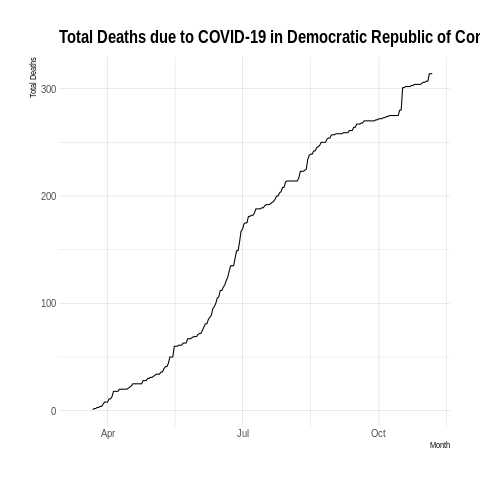 Total Deaths due to COVID-19 in Democratic Republic of Con
Total Deaths
300
200
100
0
Apr
Jul
Oct
Month